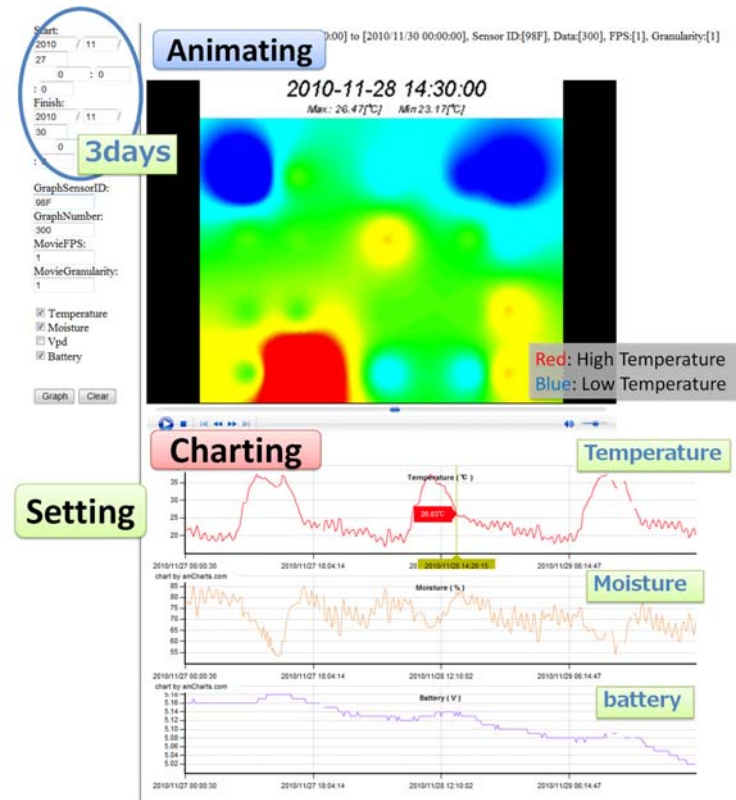 Start:
2010 / 11 /
27
0 : 0
: 0
Finish:
2010 / 11 /
30
0
:
3days
GraphSensorID:
98F
GraphNumber:
300
MovieFPS:
1
MovieGranularity:
1
Temperature
Moisture
Vpd
Battery
Graph Clear
Setting
Animating
0:00] to [2010/11/30 00:00:00], Sensor ID:[98F], Data:[300], FPS:[1], Granularity:[1]
2010-11-28 14:30:00
Max: 26.47[℃] Min 23.17[℃]
Red: High Temperature
Blue: Low Temperature
Charting
Temperature
Temperature ( ℃ )
35
25
20
26.03℃
2010/11/27 00:00:30 2010/11/27 18:04:14 2010/11/28 14:26:15 2010/11/29 06:14:47
chart by amCharts.com
Moisture
Moisture ( % )
85
80
75
70
65
60
55
2010/11/27 00:00:30 2010/11/27 18:04:14 2010/11/28 12:10:02 2010/11/29 06:14:47
chart by amCharts.com
battery
Battery ( V )
5.16
5.14
5.12
5.10
5.08
5.06
5.04
5.02
2010/11/27 00:00:30 2010/11/27 18:04:14 2010/11/28 12:10:02 2010/11/29 06:14:47